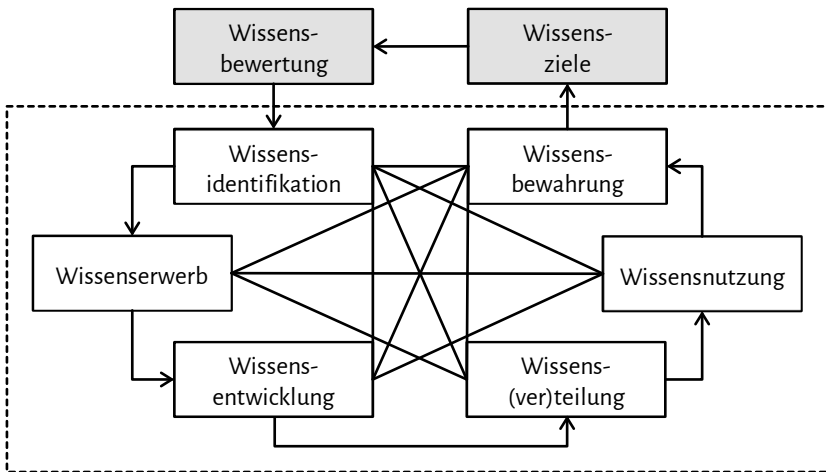 Wissens-
bewertung
Wissens-
ziele
Wissens-
identifikation
Wissens-
bewahrung
Wissenserwerb
Wissensnutzung
Wissens-
entwicklung
Wissens-
(ver)teilung